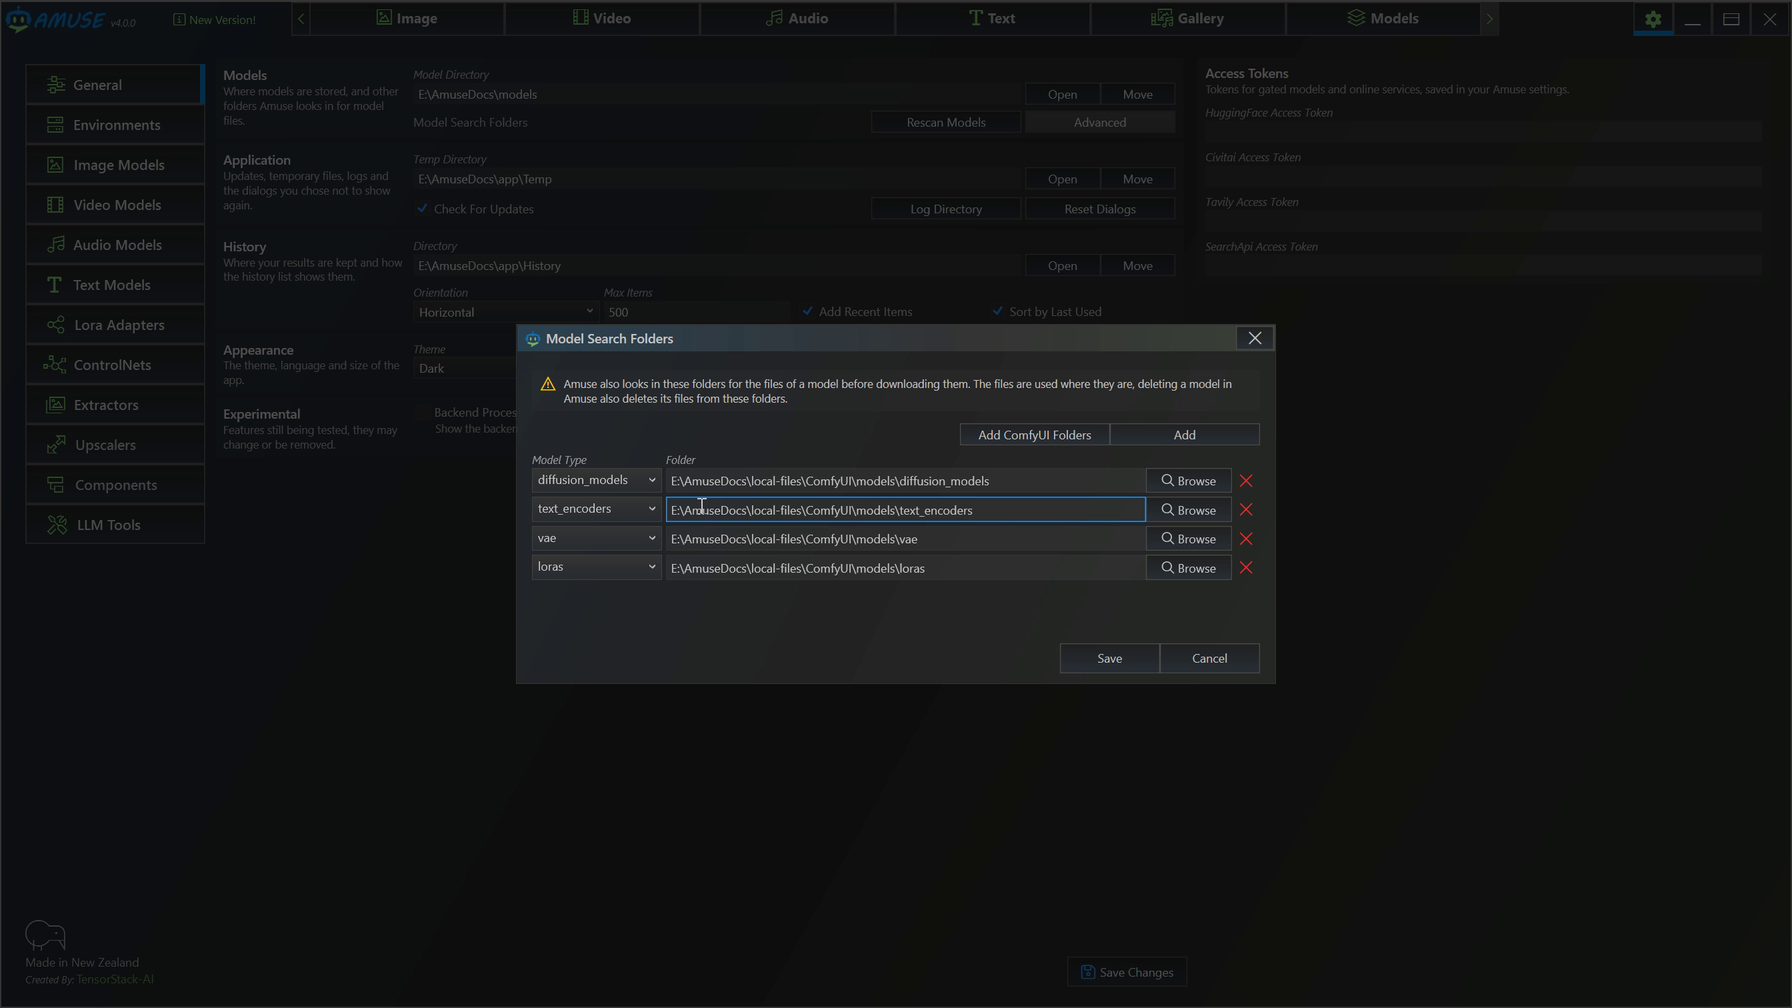 AMUSE v4.0.0
New Version!
Image
Video
Audio
Text
Gallery
Models
General
Environments
Image Models
Video Models
Audio Models
Text Models
Lora Adapters
ControlNets
Extractors
Upscalers
Components
LLM Tools
Models
Where models are stored, and other
folders Amuse looks in for model
files.
Model Directory
E:\AmuseDocs\models
Open
Move
Model Search Folders
Rescan Models
Advanced
Application
Updates, temporary files, logs and
the dialogs you chose not to show
again.
Temp Directory
E:\AmuseDocs\app\Temp
Open
Move
Check For Updates
Log Directory
Reset Dialogs
History
Where your results are kept and how
the history list shows them.
Directory
E:\AmuseDocs\app\History
Open
Move
Orientation
Max Items
Horizontal
500
Add Recent Items
Sort by Last Used
Appearance
The theme, language and size of the
app.
Theme
Dark
Experimental
Features still being tested, they may
change or be removed.
Backend Proces
Show the backen
Access Tokens
Tokens for gated models and online services, saved in your Amuse settings.
HuggingFace Access Token
Civitai Access Token
Tavily Access Token
SearchApi Access Token
Model Search Folders
Amuse also looks in these folders for the files of a model before downloading them. The files are used where they are, deleting a model in
Amuse also deletes its files from these folders.
Add ComfyUI Folders
Add
Model Type
Folder
diffusion_models
E:\AmuseDocs\local-files\ComfyUI\models\diffusion_models
Browse
text_encoders
E:\AmuseDocs\local-files\ComfyUI\models\text_encoders
Browse
vae
E:\AmuseDocs\local-files\ComfyUI\models\vae
Browse
loras
E:\AmuseDocs\local-files\ComfyUI\models\loras
Browse
Save
Cancel
Made in New Zealand
Created By: TensorStack-AI
Save Changes